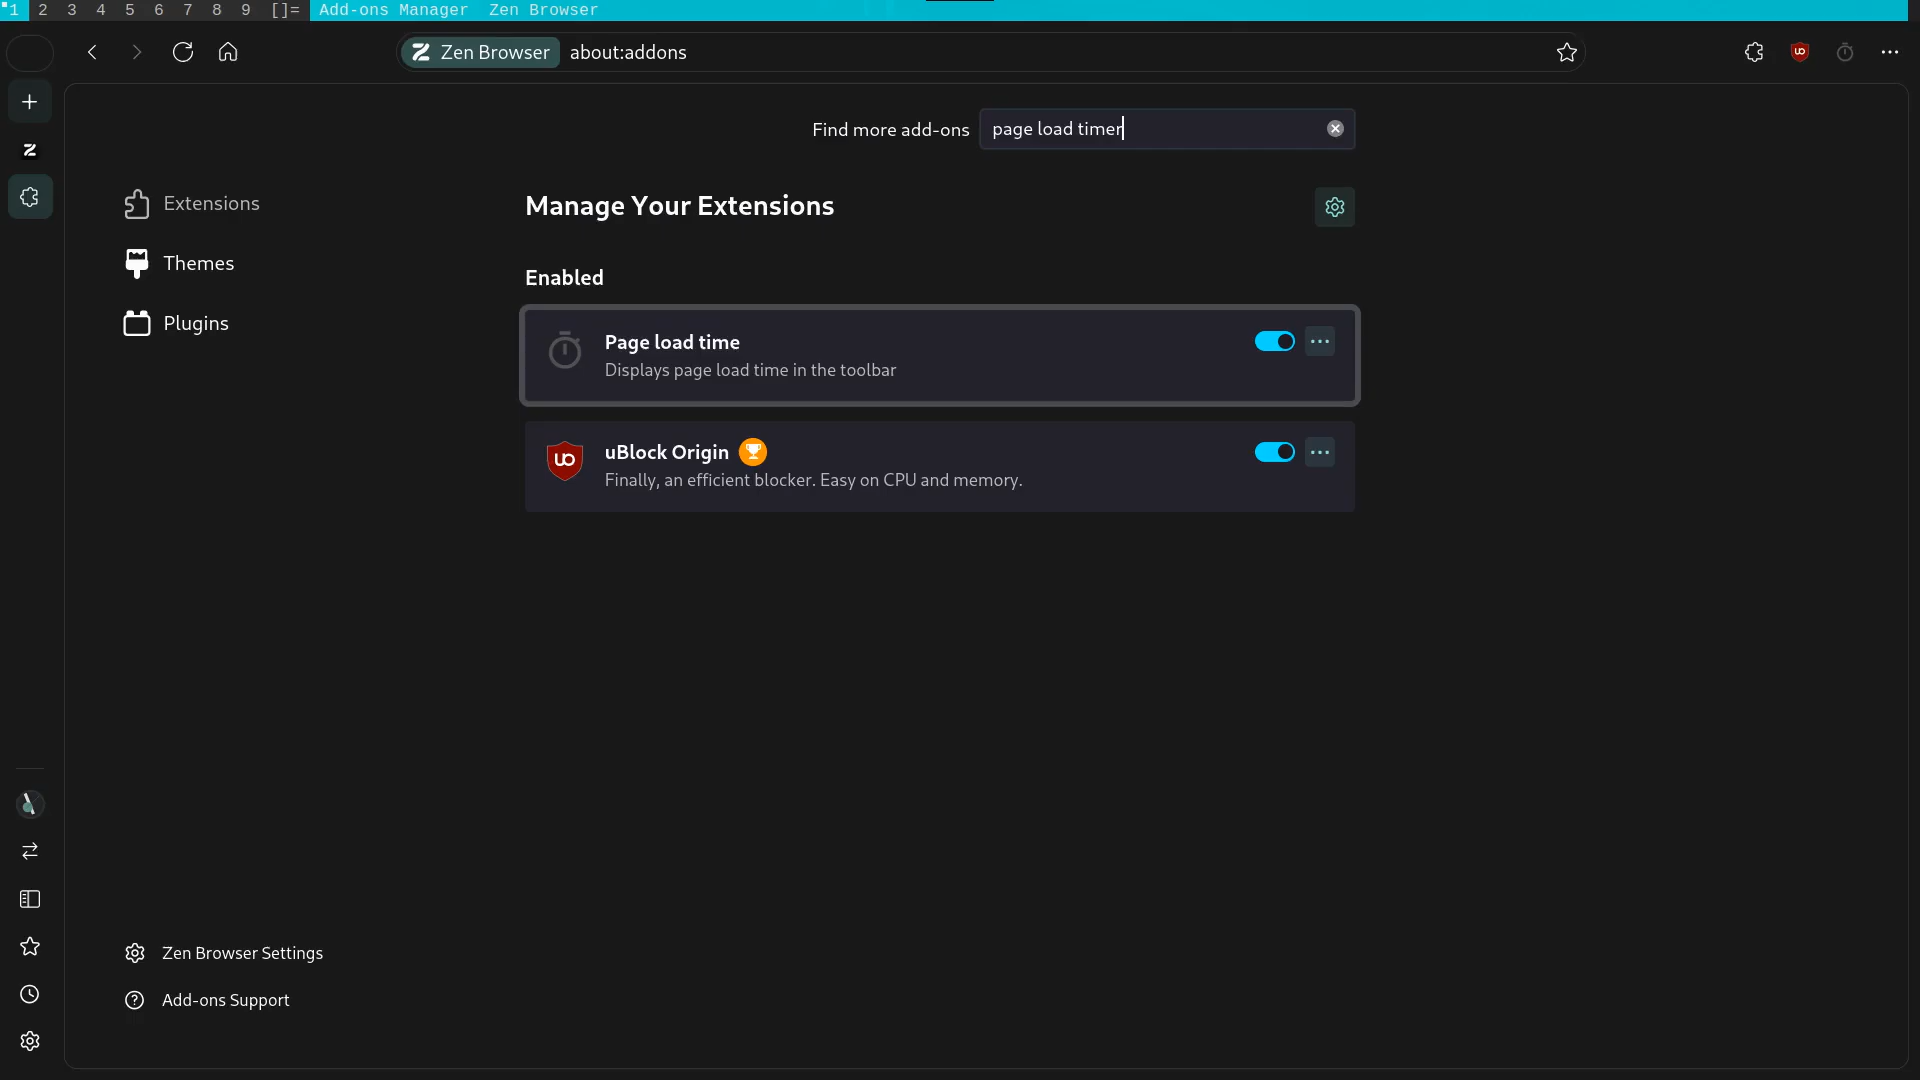 1 2 3 4 5 6 7 8 9 []= Add-ons Manager Zen Browser
Zen Browser about:addons
Find more add-ons page load timer
Extensions
Themes
Plugins
Manage Your Extensions
Enabled
Page load time
Displays page load time in the toolbar
uBlock Origin
Finally, an efficient blocker. Easy on CPU and memory.
Zen Browser Settings
Add-ons Support